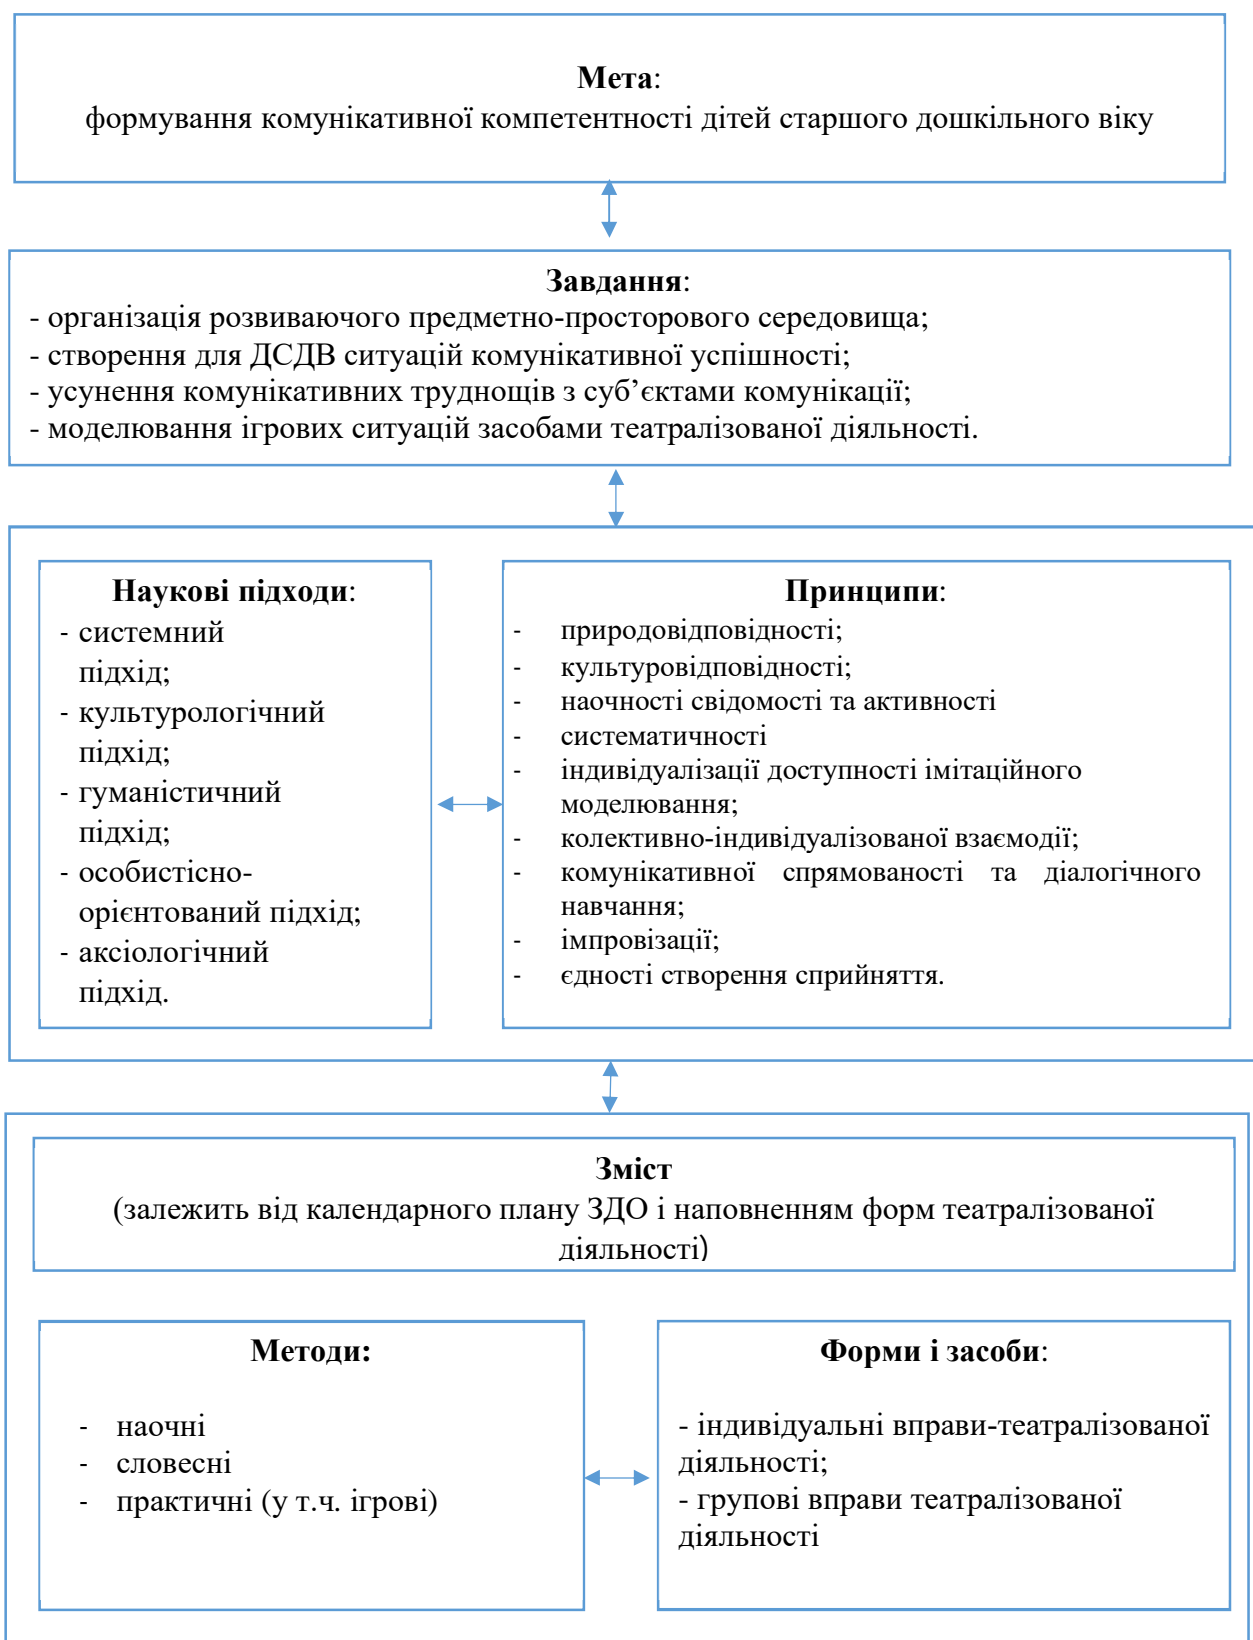 Мета:
формування комунікативної компетентності дітей старшого дошкільного віку
Завдання:
- організація розвиваючого предметно-просторового середовища;
- створення для ДСДВ ситуацій комунікативної успішності;
- усунення комунікативних труднощів з суб’єктами комунікації;
- моделювання ігрових ситуацій засобами театралізованої діяльності.
Наукові підходи:
- системний
підхід;
- культурологічний
підхід;
- гуманістичний
підхід;
- особистісно-
орієнтований підхід;
- аксіологічний
підхід.
Принципи:
- природовідповідності;
- культуровідповідності;
- наочності свідомості та активності
- систематичності
- індивідуалізації доступності імітаційного
моделювання;
- колективно-індивідуалізованої взаємодії;
- комунікативної спрямованості та діалогічного
навчання;
- імпровізації;
- єдності створення сприйняття.
Зміст
(залежить від календарного плану ЗДО і наповненням форм театралізованої
діяльності)
Методи:
- наочні
- словесні
- практичні (у т.ч. ігрові)
Форми і засоби:
- індивідуальні вправи-театралізованої
діяльності;
- групові вправи театралізованої
діяльності